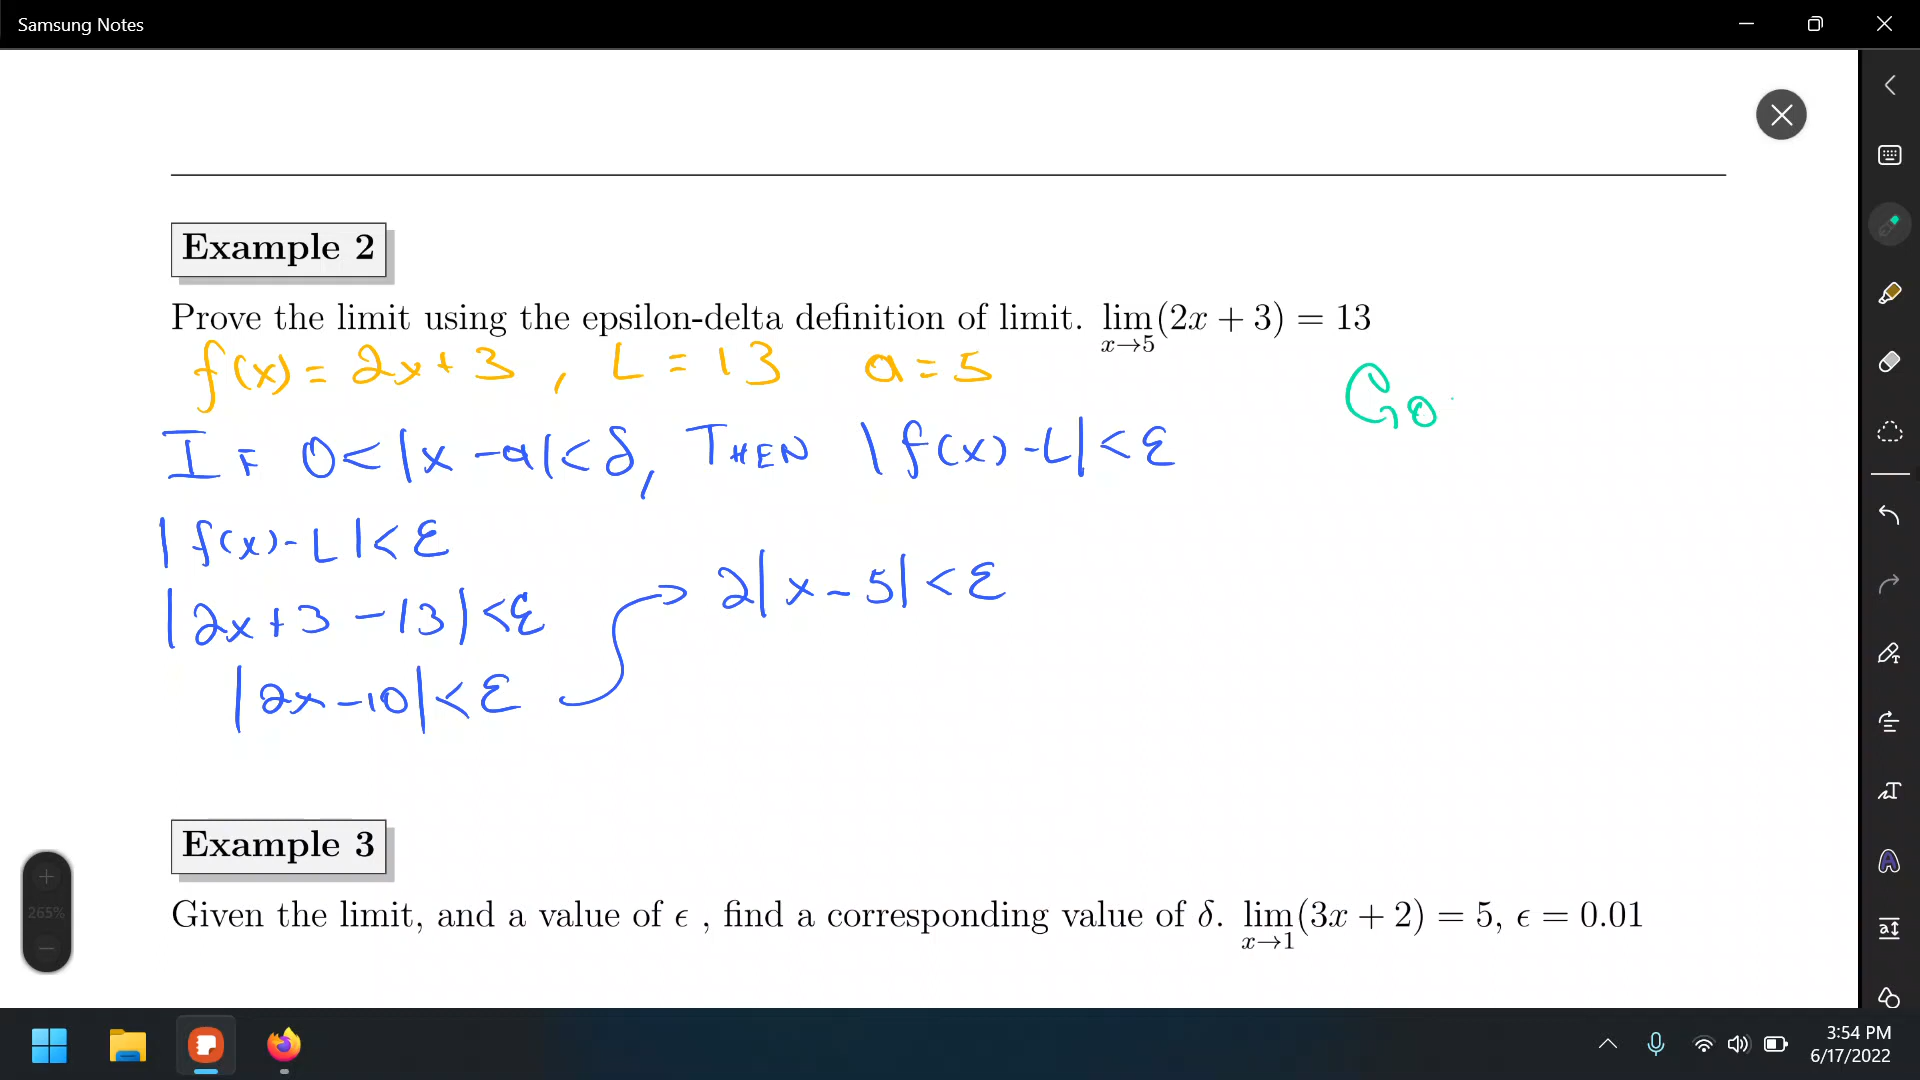 Samsung Notes
Example 2
Prove the limit using the epsilon-delta definition of limit. lim x→5 (2x + 3) = 13
f(x) = 2x + 3 , L = 13 a = 5
Go
IF 0 < |x - a| < δ, THEN |f(x) - L| < ε
|f(x) - L| < ε
|2x + 3 - 13| < ε
|2x - 10| < ε
2|x - 5| < ε
Example 3
Given the limit, and a value of ϵ , find a corresponding value of δ. lim x→1 (3x + 2) = 5, ϵ = 0.01
265%
3:54 PM
6/17/2022